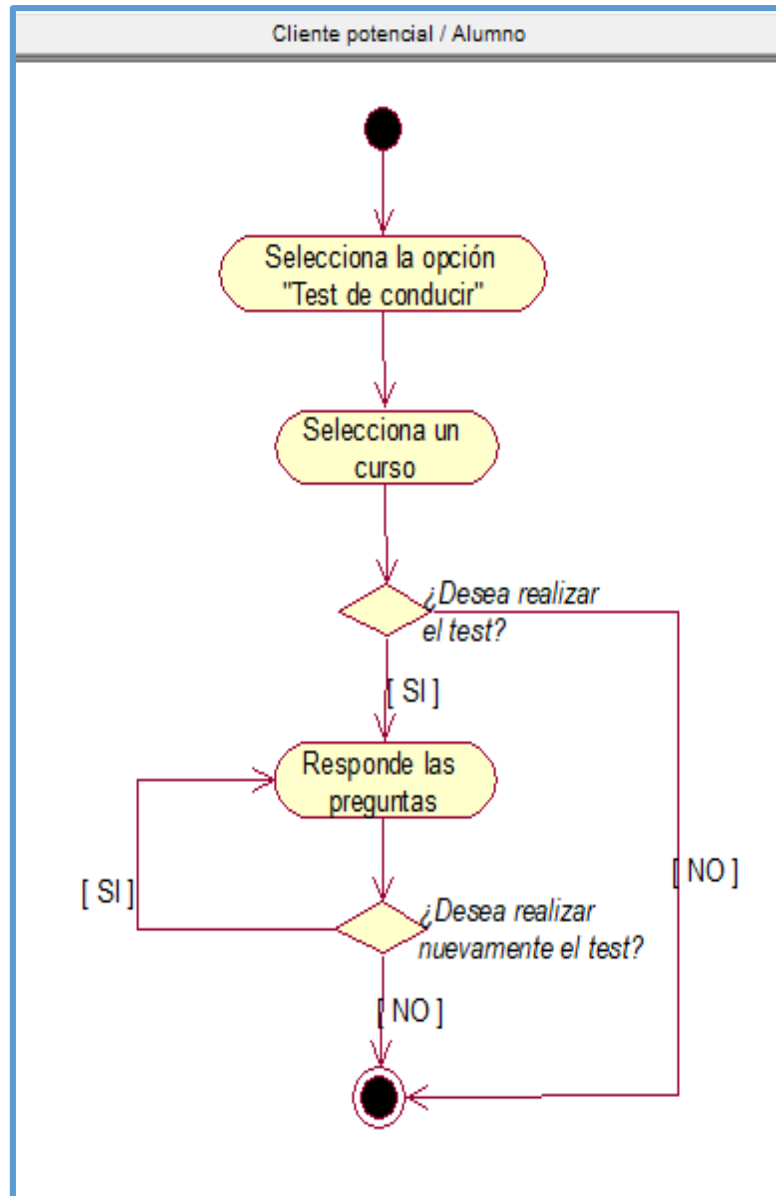 Cliente potencial / Alumno
Selecciona la opción
"Test de conducir"
Selecciona un
curso
¿Desea realizar
el test?
[ SI ]
Responde las
preguntas
[ NO ]
[ SI ]
¿Desea realizar
nuevamente el test?
[ NO ]